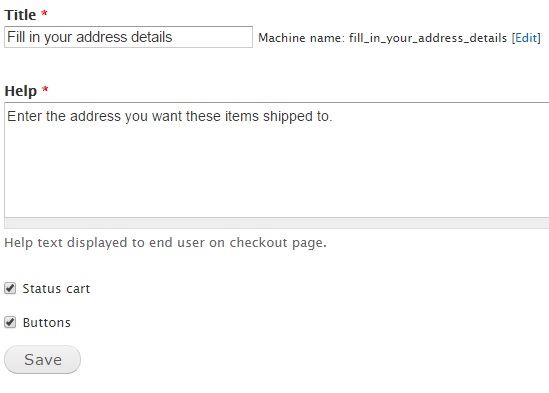 Title *
Fill in your address details Machine name: fill_in_your_address_details [Edit]
Help *
Enter the address you want these items shipped to.
Help text displayed to end user on checkout page.
Status cart
Buttons
Save